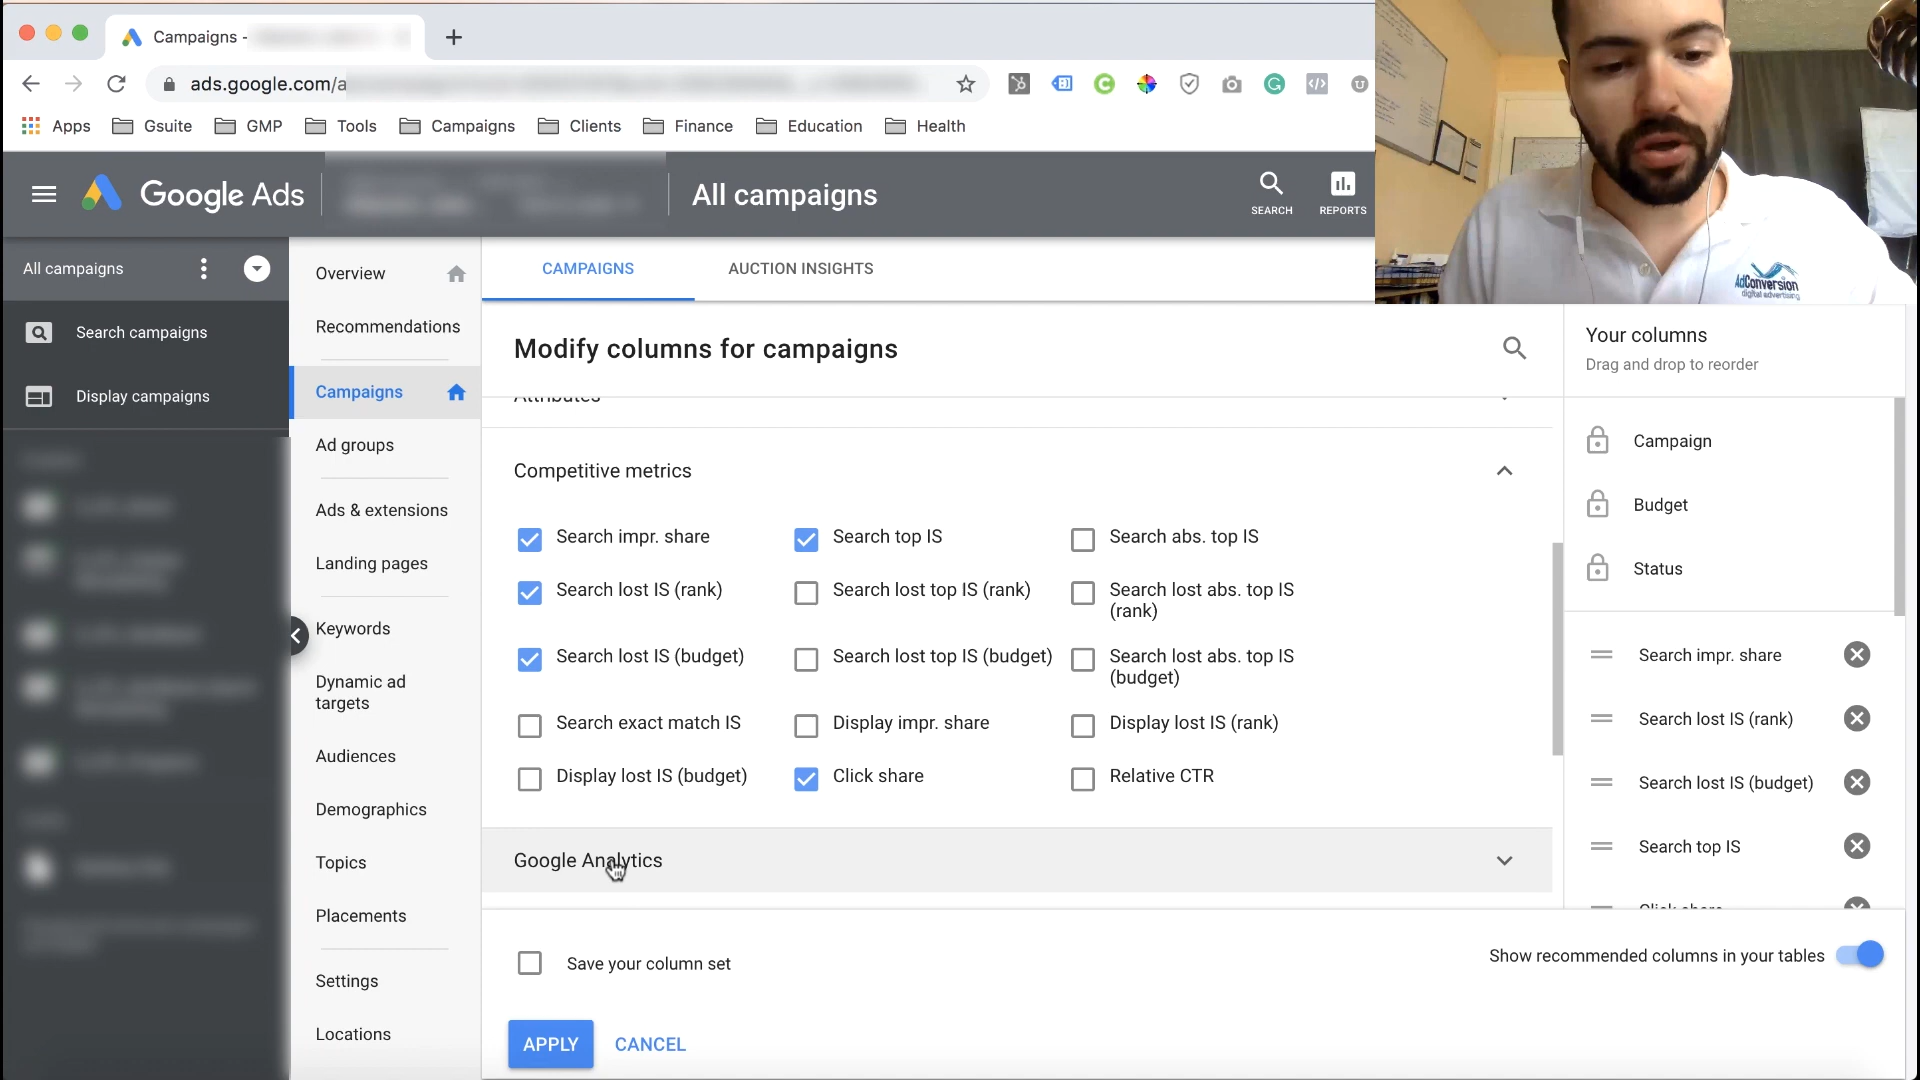 Campaigns -
ads.google.com/a
Apps
Gsuite
GMP
Tools
Campaigns
Clients
Finance
Education
Health
Google Ads
All campaigns
SEARCH
REPORTS
AdConversion
digital advertising
All campaigns
Search campaigns
Display campaigns
Overview
Recommendations
Campaigns
Ad groups
Ads & extensions
Landing pages
Keywords
Dynamic ad
targets
Audiences
Demographics
Topics
Placements
Settings
Locations
CAMPAIGNS
AUCTION INSIGHTS
Modify columns for campaigns
Attributes
Competitive metrics
Search impr. share
Search top IS
Search abs. top IS
Search lost IS (rank)
Search lost top IS (rank)
Search lost abs. top IS
(rank)
Search lost IS (budget)
Search lost top IS (budget)
Search lost abs. top IS
(budget)
Search exact match IS
Display impr. share
Display lost IS (rank)
Display lost IS (budget)
Click share
Relative CTR
Google Analytics
Save your column set
Show recommended columns in your tables
APPLY
CANCEL
Your columns
Drag and drop to reorder
Campaign
Budget
Status
Search impr. share
Search lost IS (rank)
Search lost IS (budget)
Search top IS
Click share